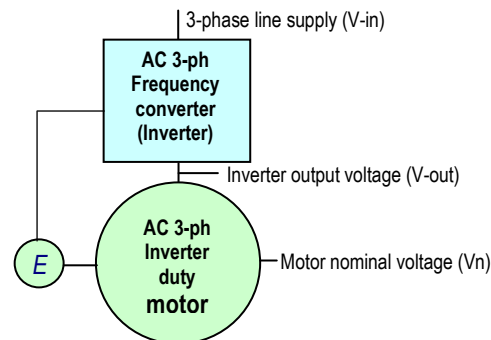 3-phase line supply (V-in)
AC 3-ph
Frequency
converter
(Inverter)
Inverter output voltage (V-out)
AC 3-ph
Inverter
duty
motor
E
Motor nominal voltage (Vn)